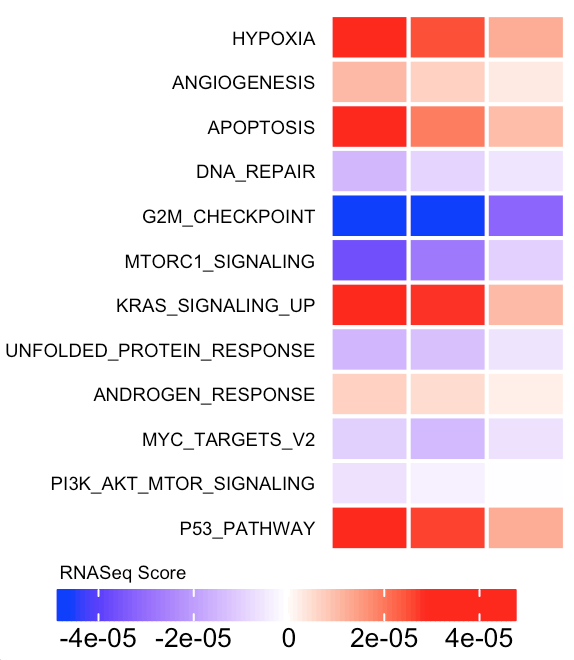 HYPOXIA
ANGIOGENESIS
APOPTOSIS
DNA_REPAIR
G2M_CHECKPOINT
MTORC1_SIGNALING
KRAS_SIGNALING_UP
UNFOLDED_PROTEIN_RESPONSE
ANDROGEN_RESPONSE
MYC_TARGETS_V2
PI3K_AKT_MTOR_SIGNALING
P53_PATHWAY
RNASeq Score
-4e-05 -2e-05 0 2e-05 4e-05